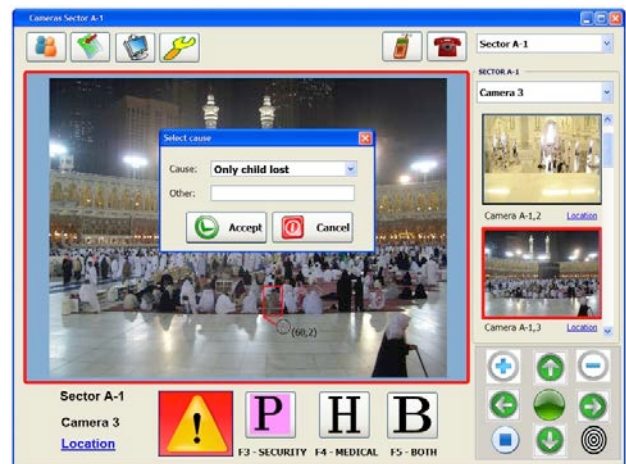 Cameras Sector A-1
Sector A-1
SECTOR A-1
Camera 3
Select cause
Cause: Only child lost
Other:
Accept Cancel
Camera A-1,2 Location
(60,2)
Camera A-1,3 Location
Sector A-1
Camera 3
Location
!
P H B
F3 - SECURITY F4 - MEDICAL F5 - BOTH